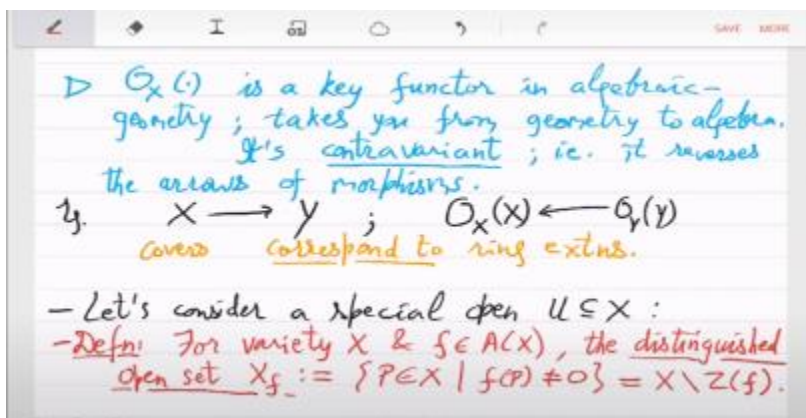 SAVE MORE
▷ O_X(·) is a key functor in algebraic-
geometry ; takes you from geometry to algebra.
It's contravariant ; ie. it reverses
the arrows of morphisms.
X ⟶ Y ; O_X(X) ⟵ O_Y(Y)
covers correspond to ring extns.
- Let's consider a special open U ⊆ X :
- Defn: For variety X & f ∈ A(X), the distinguished
open set X_f := {P∈X | f(P) ≠ 0} = X \ Z(f).